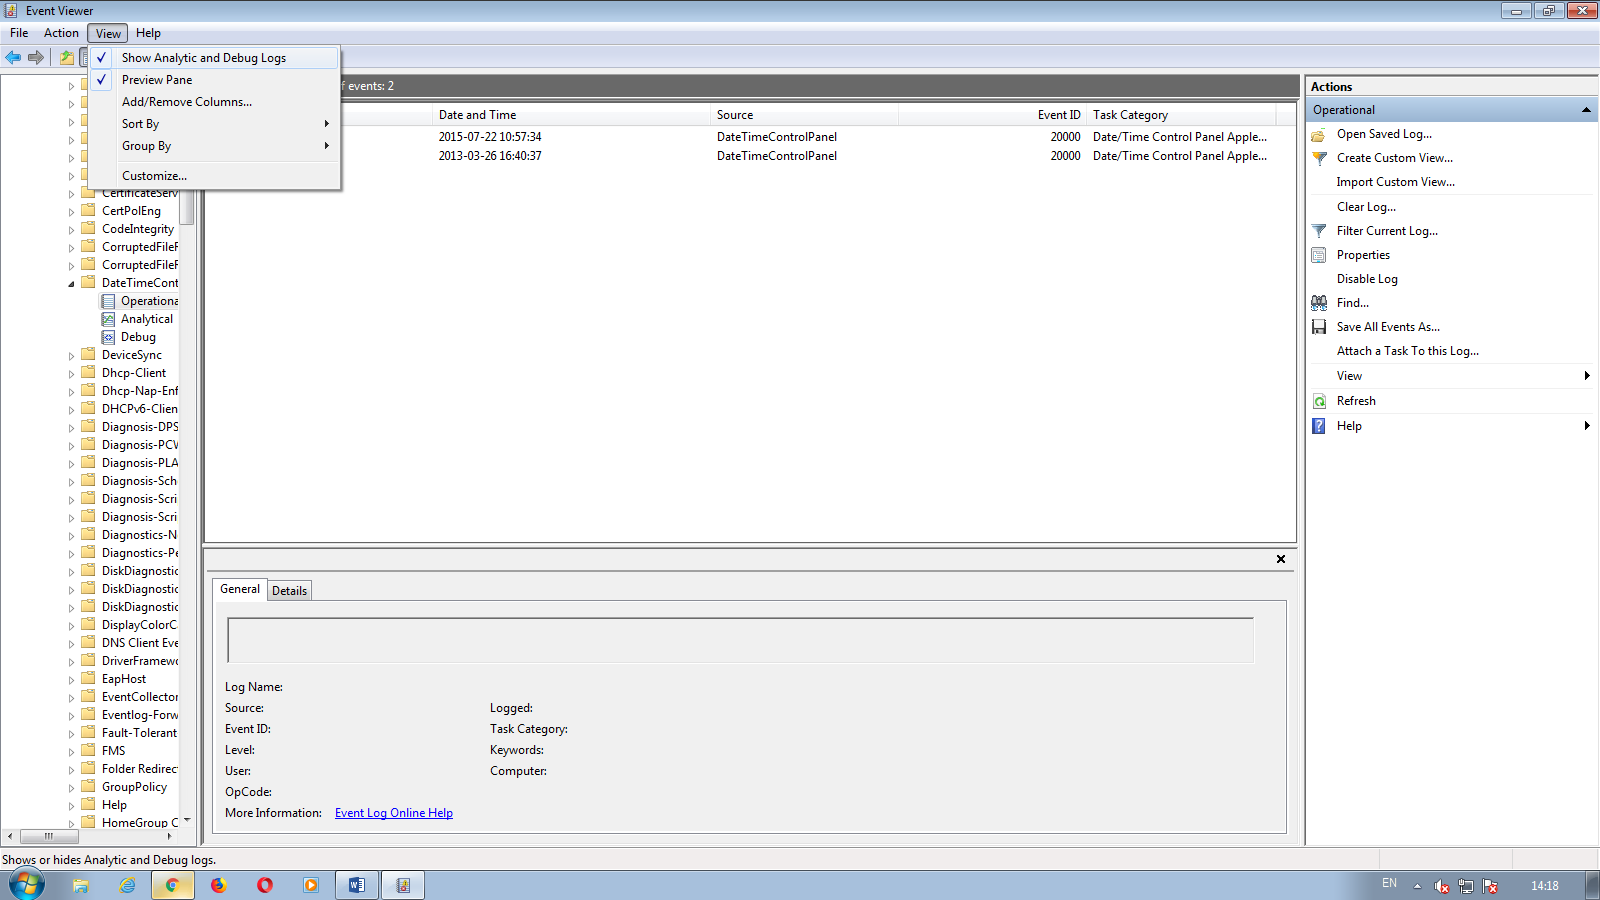 Event Viewer
File Action View Help
Show Analytic and Debug Logs
Preview Pane
Add/Remove Columns...
Sort By
Group By
Customize...
f events: 2
Date and Time Source Event ID Task Category
2015-07-22 10:57:34 DateTimeControlPanel 20000 Date/Time Control Panel Apple...
2013-03-26 16:40:37 DateTimeControlPanel 20000 Date/Time Control Panel Apple...
CertificateServ
CertPolEng
CodeIntegrity
CorruptedFileF
CorruptedFileF
DateTimeCont
Operationa
Analytical
Debug
DeviceSync
Dhcp-Client
Dhcp-Nap-Enf
DHCPv6-Clien
Diagnosis-DPS
Diagnosis-PCW
Diagnosis-PLA
Diagnosis-Sch
Diagnosis-Scri
Diagnosis-Scri
Diagnostics-N
Diagnostics-Pe
DiskDiagnostic
DiskDiagnostic
DiskDiagnostic
DisplayColorC
DNS Client Eve
DriverFramewo
EapHost
EventCollector
Eventlog-Forw
Fault-Tolerant
FMS
Folder Redirec
GroupPolicy
Help
HomeGroup C
General Details
Log Name:
Source: Logged:
Event ID: Task Category:
Level: Keywords:
User: Computer:
OpCode:
More Information: Event Log Online Help
Actions
Operational
Open Saved Log...
Create Custom View...
Import Custom View...
Clear Log...
Filter Current Log...
Properties
Disable Log
Find...
Save All Events As...
Attach a Task To this Log...
View
Refresh
Help
Shows or hides Analytic and Debug logs.
EN 14:18